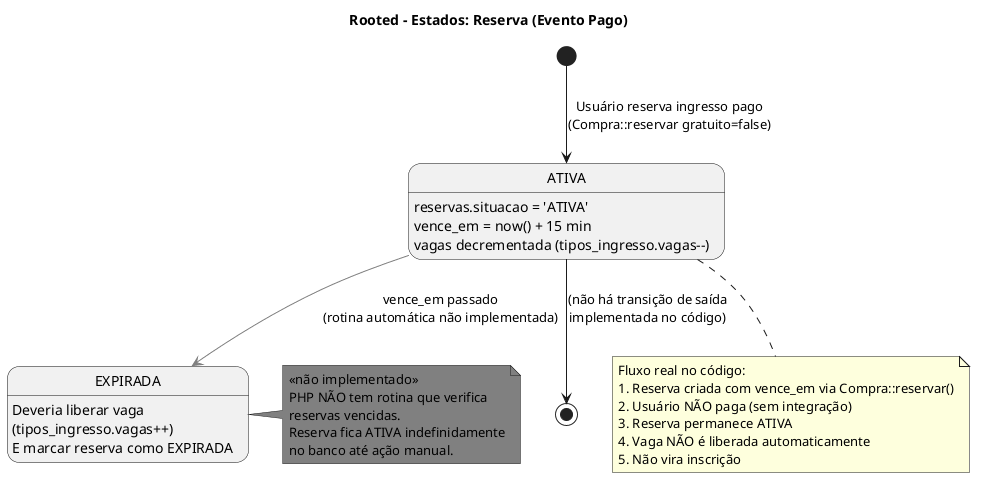 Rooted - Estados: Reserva (Evento Pago)
Usuário reserva ingresso pago
(Compra::reservar gratuito=false)
ATIVA
reservas.situacao = 'ATIVA'
vence_em = now() + 15 min
vagas decrementada (tipos_ingresso.vagas--)
vence_em passado
(rotina automática não implementada)
(não há transição de saída
implementada no código)
EXPIRADA
Deveria liberar vaga
(tipos_ingresso.vagas++)
E marcar reserva como EXPIRADA
«não implementado»
PHP NÃO tem rotina que verifica
reservas vencidas.
Reserva fica ATIVA indefinidamente
no banco até ação manual.
Fluxo real no código:
1. Reserva criada com vence_em via Compra::reservar()
2. Usuário NÃO paga (sem integração)
3. Reserva permanece ATIVA
4. Vaga NÃO é liberada automaticamente
5. Não vira inscrição